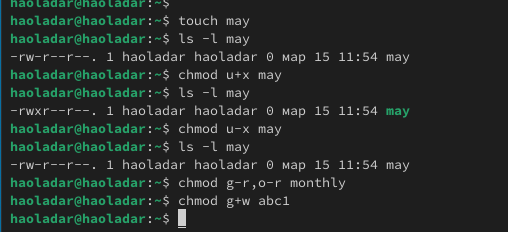 haoladar@haoladar:~$
haoladar@haoladar:~$ touch may
haoladar@haoladar:~$ ls -l may
-rw-r--r--. 1 haoladar haoladar 0 мар 15 11:54 may
haoladar@haoladar:~$ chmod u+x may
haoladar@haoladar:~$ ls -l may
-rwxr--r--. 1 haoladar haoladar 0 мар 15 11:54 may
haoladar@haoladar:~$ chmod u-x may
haoladar@haoladar:~$ ls -l may
-rw-r--r--. 1 haoladar haoladar 0 мар 15 11:54 may
haoladar@haoladar:~$ chmod g-r,o-r monthly
haoladar@haoladar:~$ chmod g+w abc1
haoladar@haoladar:~$